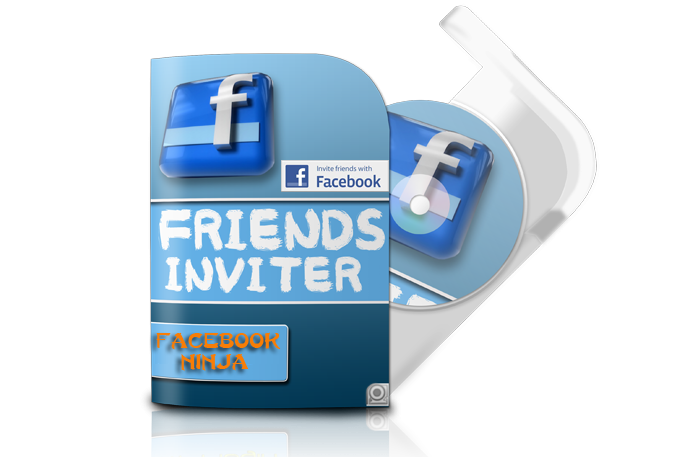 f
Invite friends with
f Facebook
FRIENDS
INVITER
FACEBOOK
NINJA
f